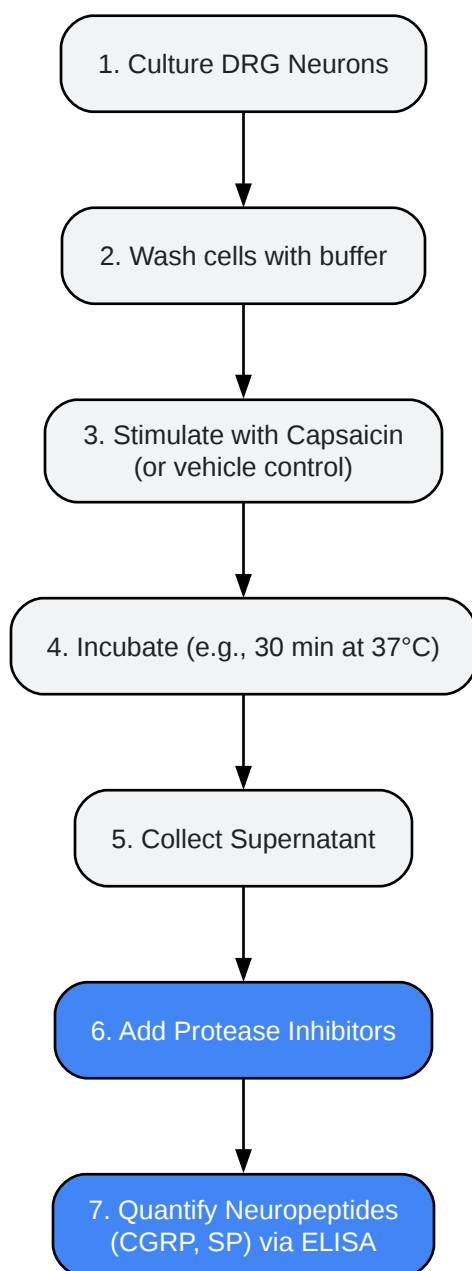 1. Culture DRG Neurons
2. Wash cells with buffer
3. Stimulate with Capsaicin
(or vehicle control)
4. Incubate (e.g., 30 min at 37°C)
5. Collect Supernatant
6. Add Protease Inhibitors
7. Quantify Neuropeptides
(CGRP, SP) via ELISA